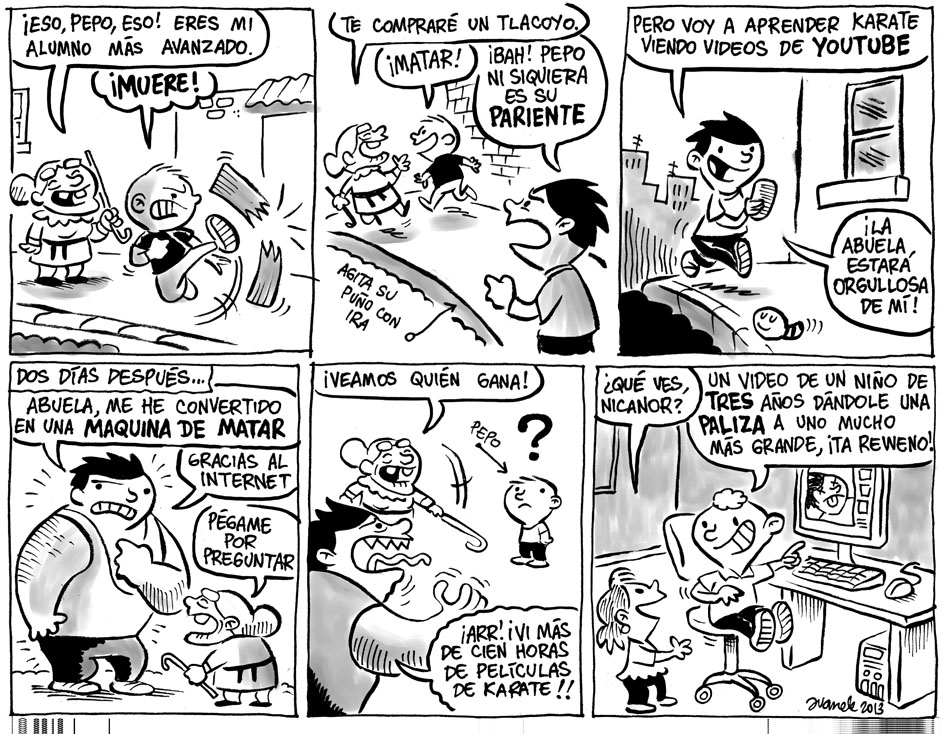 ¡ESO, PEPO, ESO! ERES MI
ALUMNO MÁS AVANZADO.
¡MUERE!
TE COMPRARÉ UN TLACOYO.
¡MATAR!
¡BAH! PEPO
NI SIQUIERA
ES SU
PARIENTE
AGITA SU
PUÑO CON
IRA
PERO VOY A APRENDER KARATE
VIENDO VIDEOS DE YOUTUBE
¡LA
ABUELA
ESTARÁ
ORGULLOSA
DE MÍ!
DOS DÍAS DESPUÉS...
ABUELA, ME HE CONVERTIDO
EN UNA MAQUINA DE MATAR
GRACIAS AL
INTERNET
PÉGAME
POR
PREGUNTAR
¡VEAMOS QUIÉN GANA!
PEPO
?
¡ARR! ¡VI MÁS
DE CIEN HORAS
DE PELÍCULAS
DE KARATE!!
¿QUÉ VES,
NICANOR?
UN VIDEO DE UN NIÑO DE
TRES AÑOS DÁNDOLE UNA
PALIZA A UNO MUCHO
MÁS GRANDE, ¡TA REWENO!
JUANELE 2013